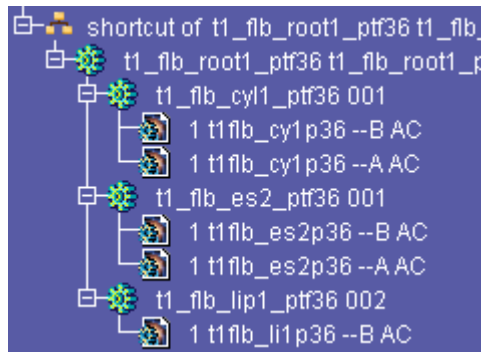 shortcut of t1_flb_root1_ptf36 t1_flb_
t1_flb_root1_ptf36 t1_flb_root1_p
t1_flb_cyl1_ptf36 001
1 t1flb_cy1p36 --B AC
1 t1flb_cy1p36 --A AC
t1_flb_es2_ptf36 001
1 t1flb_es2p36 --B AC
1 t1flb_es2p36 --A AC
t1_flb_lip1_ptf36 002
1 t1flb_li1p36 --B AC